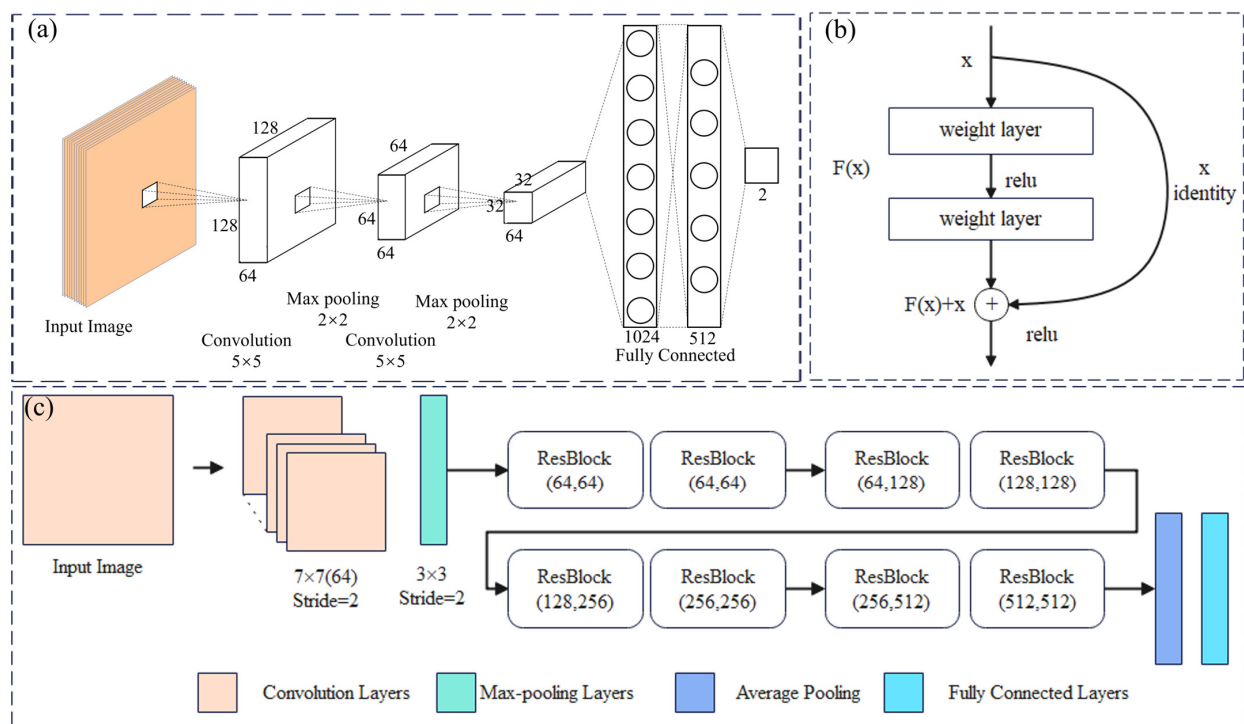 (a)
128
128
64
64
64
64
32
32
64
2
Input Image
Max pooling
2×2
Max pooling
2×2
Convolution
5×5
Convolution
5×5
1024
512
Fully Connected
(b)
x
weight layer
F(x)
relu
x
identity
weight layer
F(x)+x
+
relu
(c)
Input Image
7×7(64)
Stride=2
3×3
Stride=2
ResBlock
(64,64)
ResBlock
(64,64)
ResBlock
(64,128)
ResBlock
(128,128)
ResBlock
(128,256)
ResBlock
(256,256)
ResBlock
(256,512)
ResBlock
(512,512)
Convolution Layers
Max-pooling Layers
Average Pooling
Fully Connected Layers